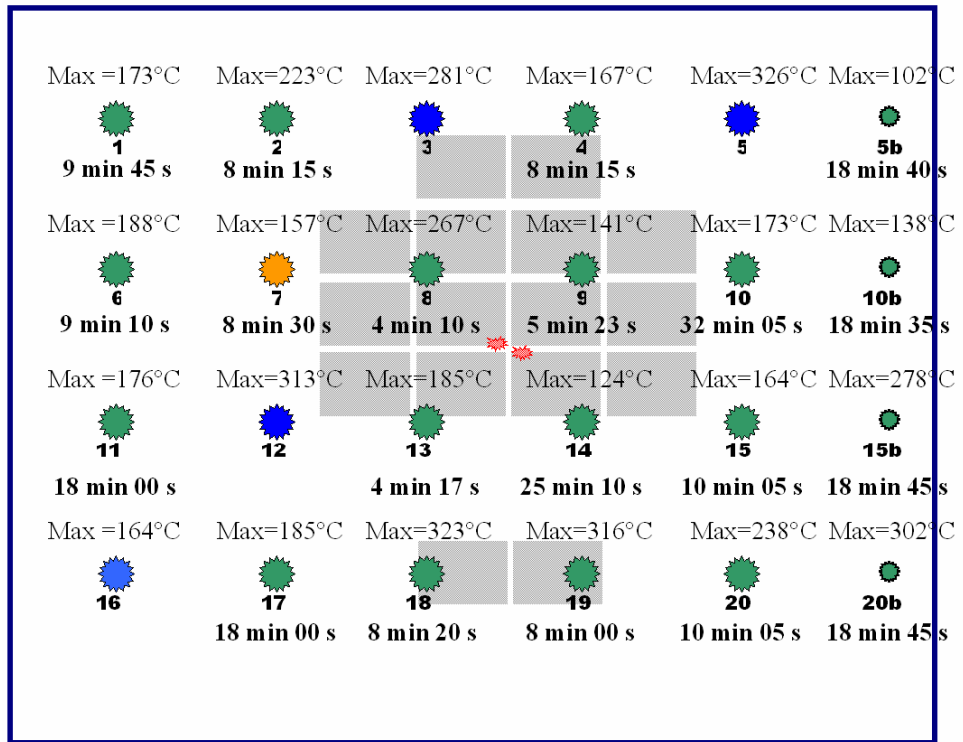 Max =173°C Max=223°C Max=281°C Max=167°C Max=326°C Max=102°C
1 2 3 4 5 5b
9 min 45 s 8 min 15 s 8 min 15 s 18 min 40 s
Max =188°C Max=157°C Max=267°C Max=141°C Max=173°C Max=138°C
6 7 8 9 10 10b
9 min 10 s 8 min 30 s 4 min 10 s 5 min 23 s 32 min 05 s 18 min 35 s
Max =176°C Max=313°C Max=185°C Max=124°C Max=164°C Max=278°C
11 12 13 14 15 15b
18 min 00 s 4 min 17 s 25 min 10 s 10 min 05 s 18 min 45 s
Max =164°C Max=185°C Max=323°C Max=316°C Max=238°C Max=302°C
16 17 18 19 20 20b
18 min 00 s 8 min 20 s 8 min 00 s 10 min 05 s 18 min 45 s